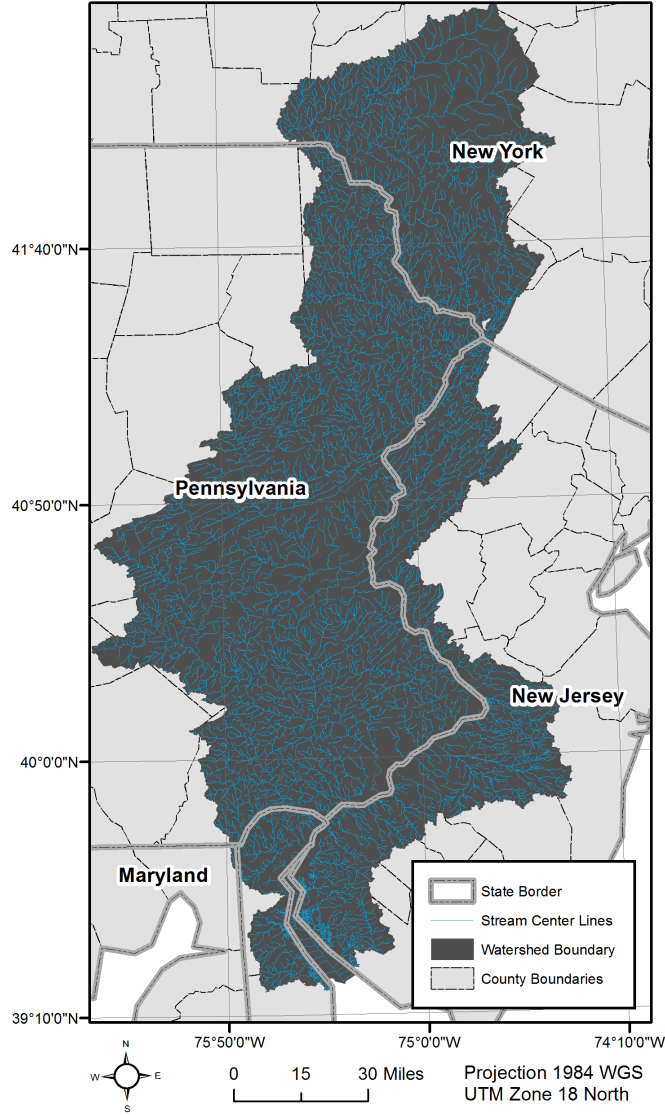 New York
41°40'0"N
Pennsylvania
40°50'0"N
New Jersey
40°0'0"N
Maryland
State Border
Stream Center Lines
Watershed Boundary
County Boundaries
39°10'0"N
75°50'0"W
75°0'0"W
74°10'0"W
N
W
E
S
0 15 30 Miles
Projection 1984 WGS
UTM Zone 18 North